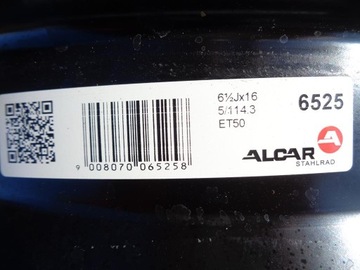 6½Jx16
5/114.3
ET50
6525
ALCAR
STAHLRAD
9 008070 065258